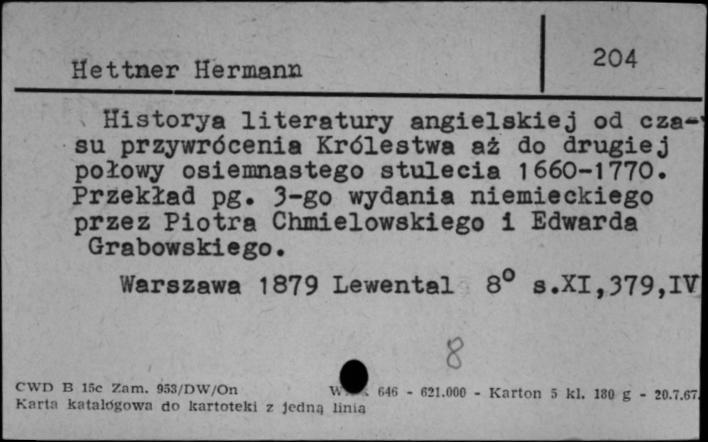 Hettner Hermann
204
Historya literatury angielskiej od cza-
su przywrócenia Królestwa aż do drugiej
połowy osiemnastego stulecia 1660-1770.
Przekład pg. 3-go wydania niemieckiego
przez Piotra Chmielowskiego i Edwarda
Grabowskiego.
Warszawa 1879 Lewental 8° s.XI,379,IV
8
CWD B 15c Zam. 953/DW/On 646 - 621.000 - Karton 5 kl. 180 g - 20.7.67.
Karta katalogowa do kartoteki z jedną linią